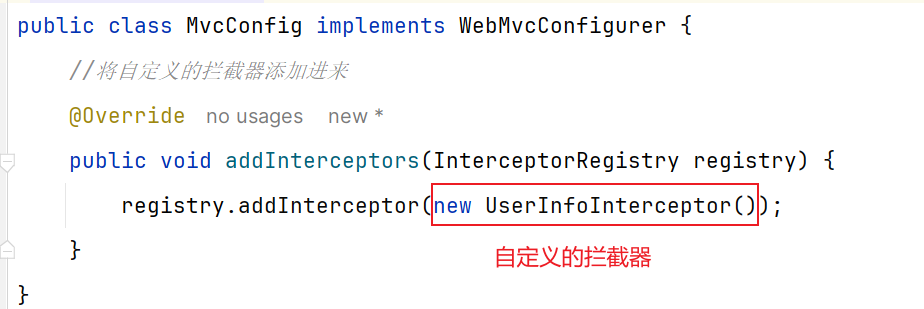 public class MvcConfig implements WebMvcConfigurer {
//将自定义的拦截器添加进来
@Override no usages new *
public void addInterceptors(InterceptorRegistry registry) {
registry.addInterceptor(new UserInfoInterceptor());
}
自定义的拦截器
}